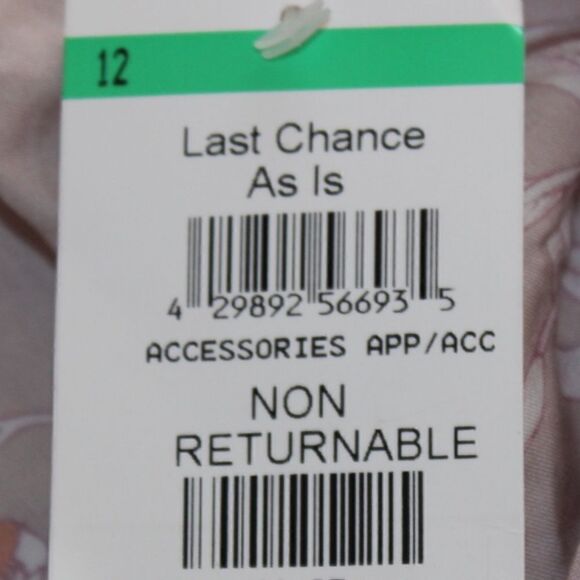 12
Last Chance
As Is
4 29892 56693 5
ACCESSORIES APP/ACC
NON
RETURNABLE